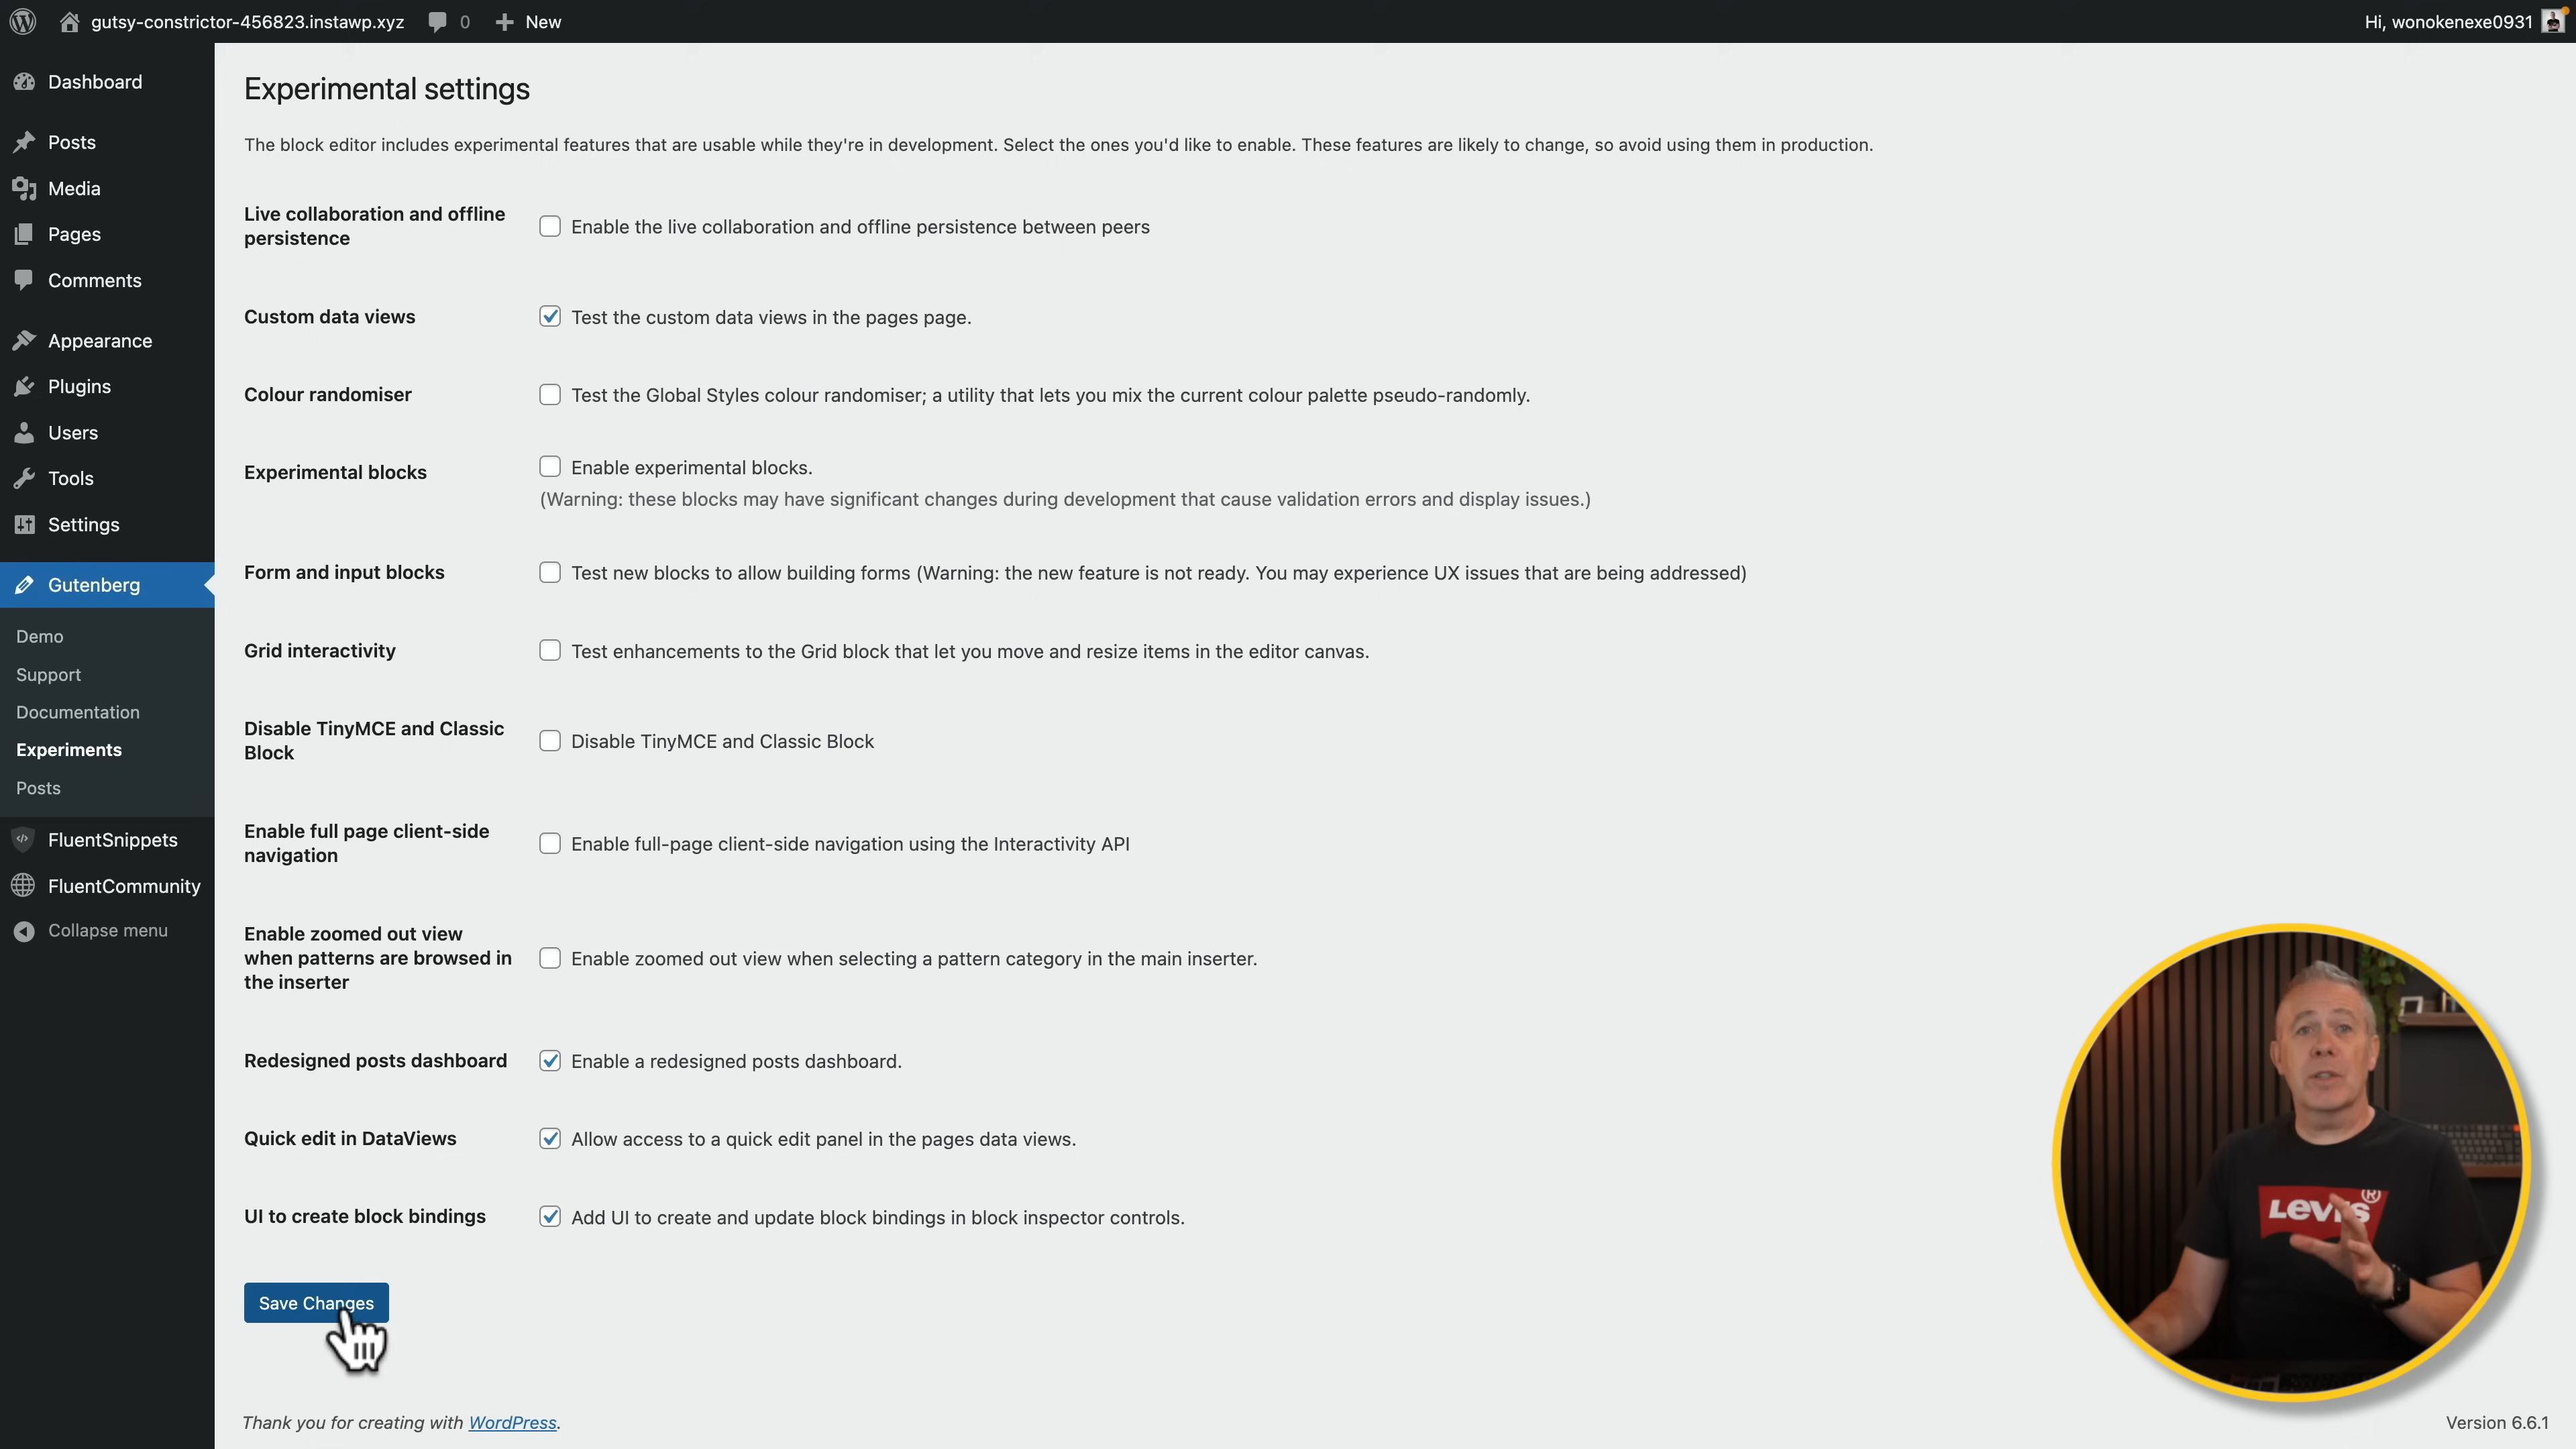 gutsy-constrictor-456823.instawp.xyz 0 New Hi, wonokenexe0931
Dashboard
Posts
Media
Pages
Comments
Appearance
Plugins
Users
Tools
Settings
Gutenberg
Demo
Support
Documentation
Experiments
Posts
FluentSnippets
FluentCommunity
Collapse menu
Experimental settings
The block editor includes experimental features that are usable while they're in development. Select the ones you'd like to enable. These features are likely to change, so avoid using them in production.
Live collaboration and offline
persistence
Enable the live collaboration and offline persistence between peers
Custom data views
Test the custom data views in the pages page.
Colour randomiser
Test the Global Styles colour randomiser; a utility that lets you mix the current colour palette pseudo-randomly.
Experimental blocks
Enable experimental blocks.
(Warning: these blocks may have significant changes during development that cause validation errors and display issues.)
Form and input blocks
Test new blocks to allow building forms (Warning: the new feature is not ready. You may experience UX issues that are being addressed)
Grid interactivity
Test enhancements to the Grid block that let you move and resize items in the editor canvas.
Disable TinyMCE and Classic
Block
Disable TinyMCE and Classic Block
Enable full page client-side
navigation
Enable full-page client-side navigation using the Interactivity API
Enable zoomed out view
when patterns are browsed in
the inserter
Enable zoomed out view when selecting a pattern category in the main inserter.
Redesigned posts dashboard
Enable a redesigned posts dashboard.
Quick edit in DataViews
Allow access to a quick edit panel in the pages data views.
UI to create block bindings
Add UI to create and update block bindings in block inspector controls.
Save Changes
Thank you for creating with WordPress.
Version 6.6.1
Levi's ®